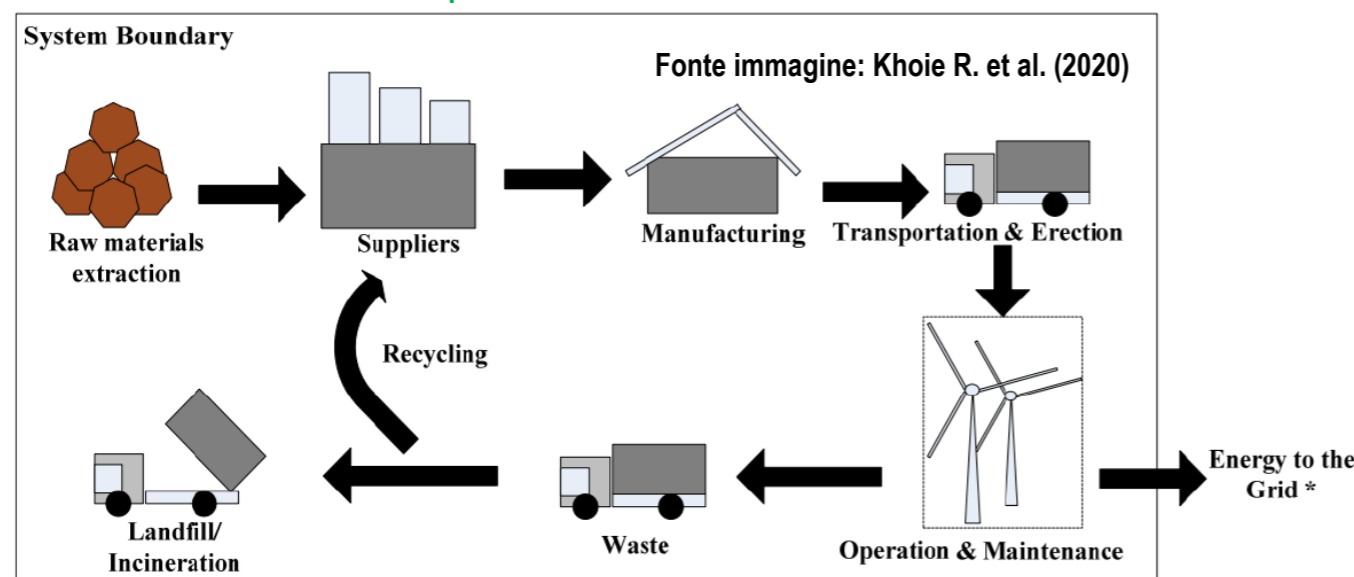 System Boundary
Fonte immagine: Khoie R. et al. (2020)
Raw materials
extraction
Suppliers
Manufacturing
Transportation & Erection
Recycling
Energy to the
Grid *
Landfill/
Incineration
Waste
Operation & Maintenance